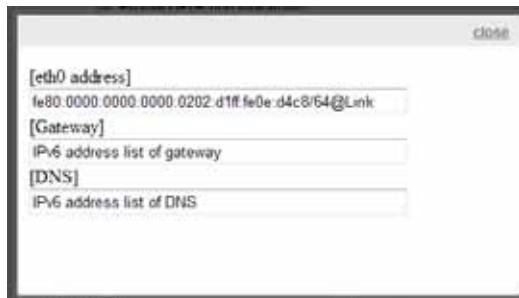 close
[eth0 address]
fe80:0000:0000:0000:0202:d1ff:fe0e:d4c8/64@Link
[Gateway]
IPv6 address list of gateway
[DNS]
IPv6 address list of DNS